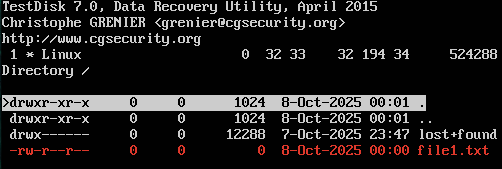 TestDisk 7.0, Data Recovery Utility, April 2015
Christophe GRENIER <grenier@cgsecurity.org>
http://www.cgsecurity.org
 1 * Linux                    0  32 33    32 194 34     524288
Directory /
>drwxr-xr-x     0     0      1024  8-Oct-2025 00:01 .
 drwxr-xr-x     0     0      1024  8-Oct-2025 00:01 ..
 drwx------     0     0     12288  7-Oct-2025 23:47 lost+found
 -rw-r--r--     0     0         0  8-Oct-2025 00:00 file1.txt